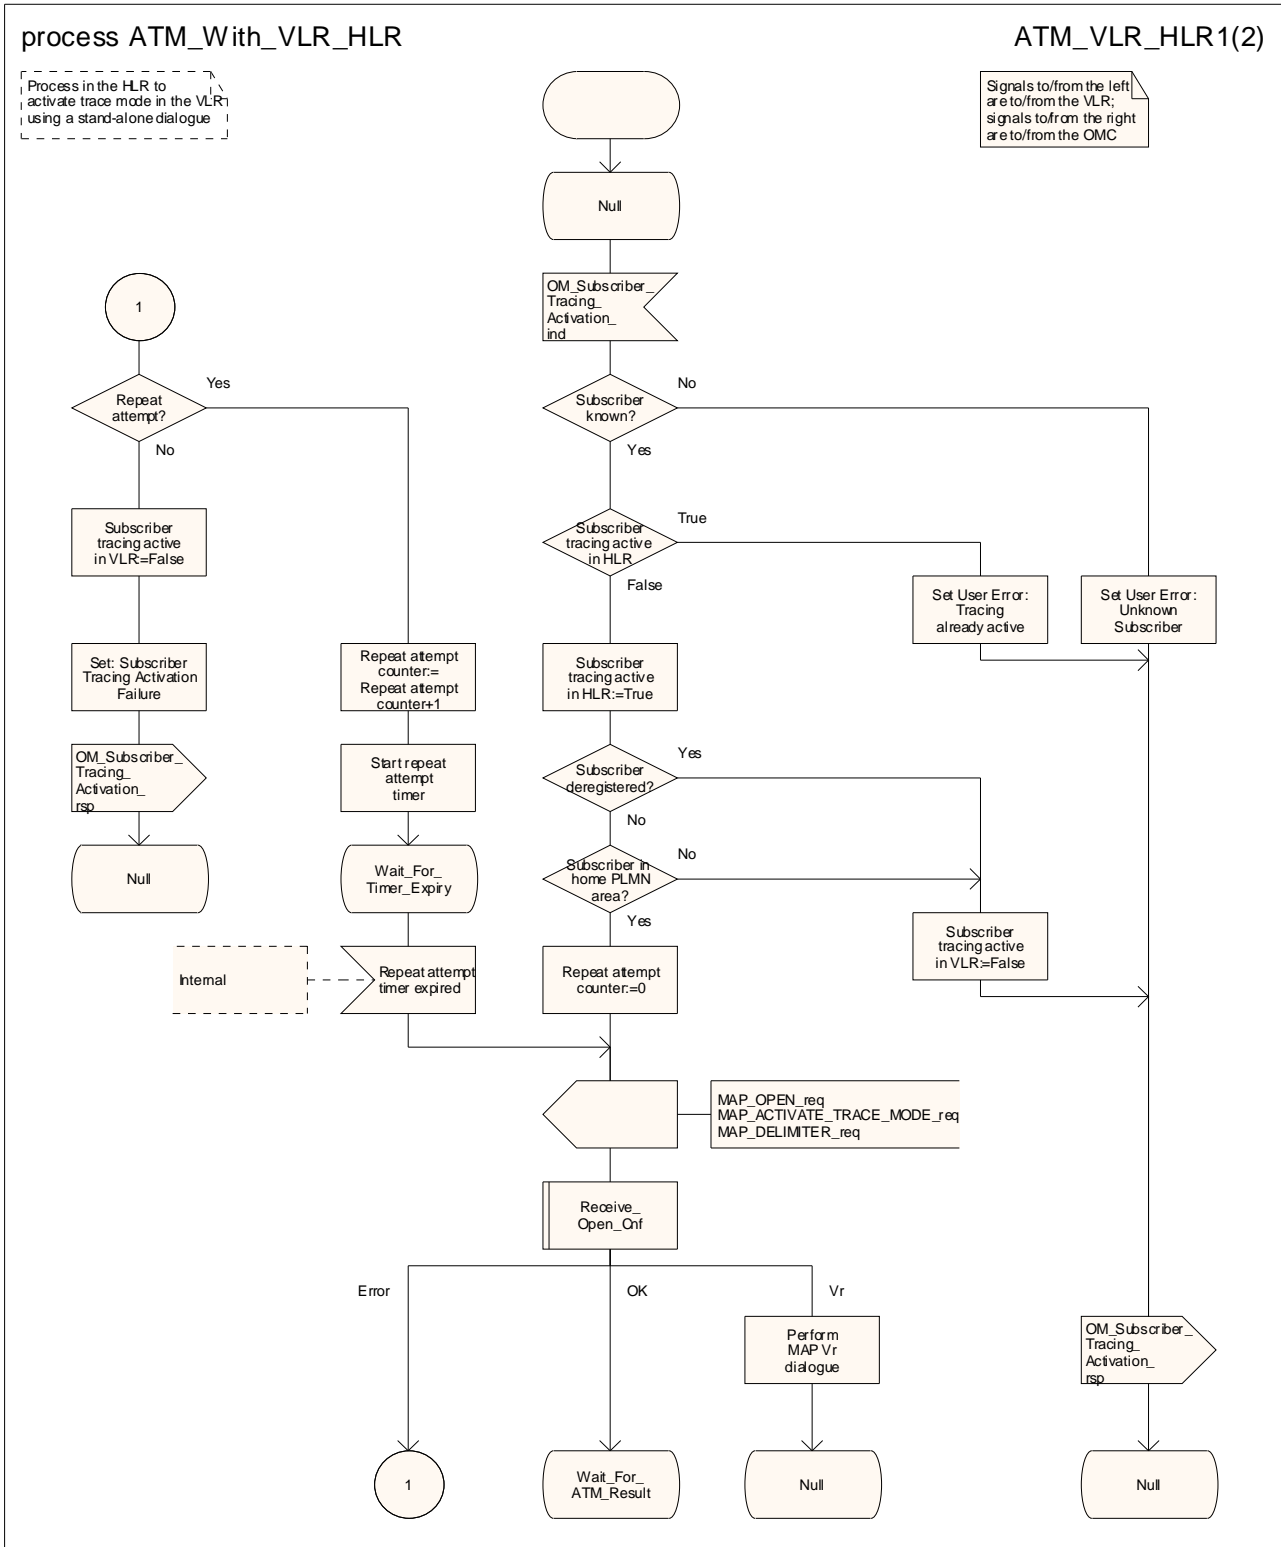 process ATM_With_VLR_HLR
ATM_VLR_HLR1(2)
Process in the HLR to
activate trace mode in the VLR
using a stand-alone dialogue
Signals to/from the left
are to/from the VLR;
signals to/from the right
are to/from the OMC
Null
OM_Subscriber_
Tracing_
Activation_
ind
1
Repeat
attempt?
Yes
No
Subscriber
known?
No
Yes
Subscriber
tracing active
in VLR:=False
Subscriber
tracing active
in HLR
True
False
Set User Error:
Tracing
already active
Set User Error:
Unknown
Subscriber
Set: Subscriber
Tracing Activation
Failure
Repeat attempt
counter:=
Repeat attempt
counter+1
Subscriber
tracing active
in HLR:=True
OM_Subscriber_
Tracing_
Activation_
rsp
Start repeat
attempt
timer
Subscriber
deregistered?
Yes
No
Null
Wait_For_
Timer_Expiry
Subscriber in
home PLMN
area?
No
Yes
Subscriber
tracing active
in VLR:=False
Internal
Repeat attempt
timer expired
Repeat attempt
counter:=0
MAP_OPEN_req
MAP_ACTIVATE_TRACE_MODE_req
MAP_DELIMITER_req
Receive_
Open_Cnf
Error
OK
Vr
Perform
MAP Vr
dialogue
OM_Subscriber_
Tracing_
Activation_
rsp
1
Wait_For_
ATM_Result
Null
Null